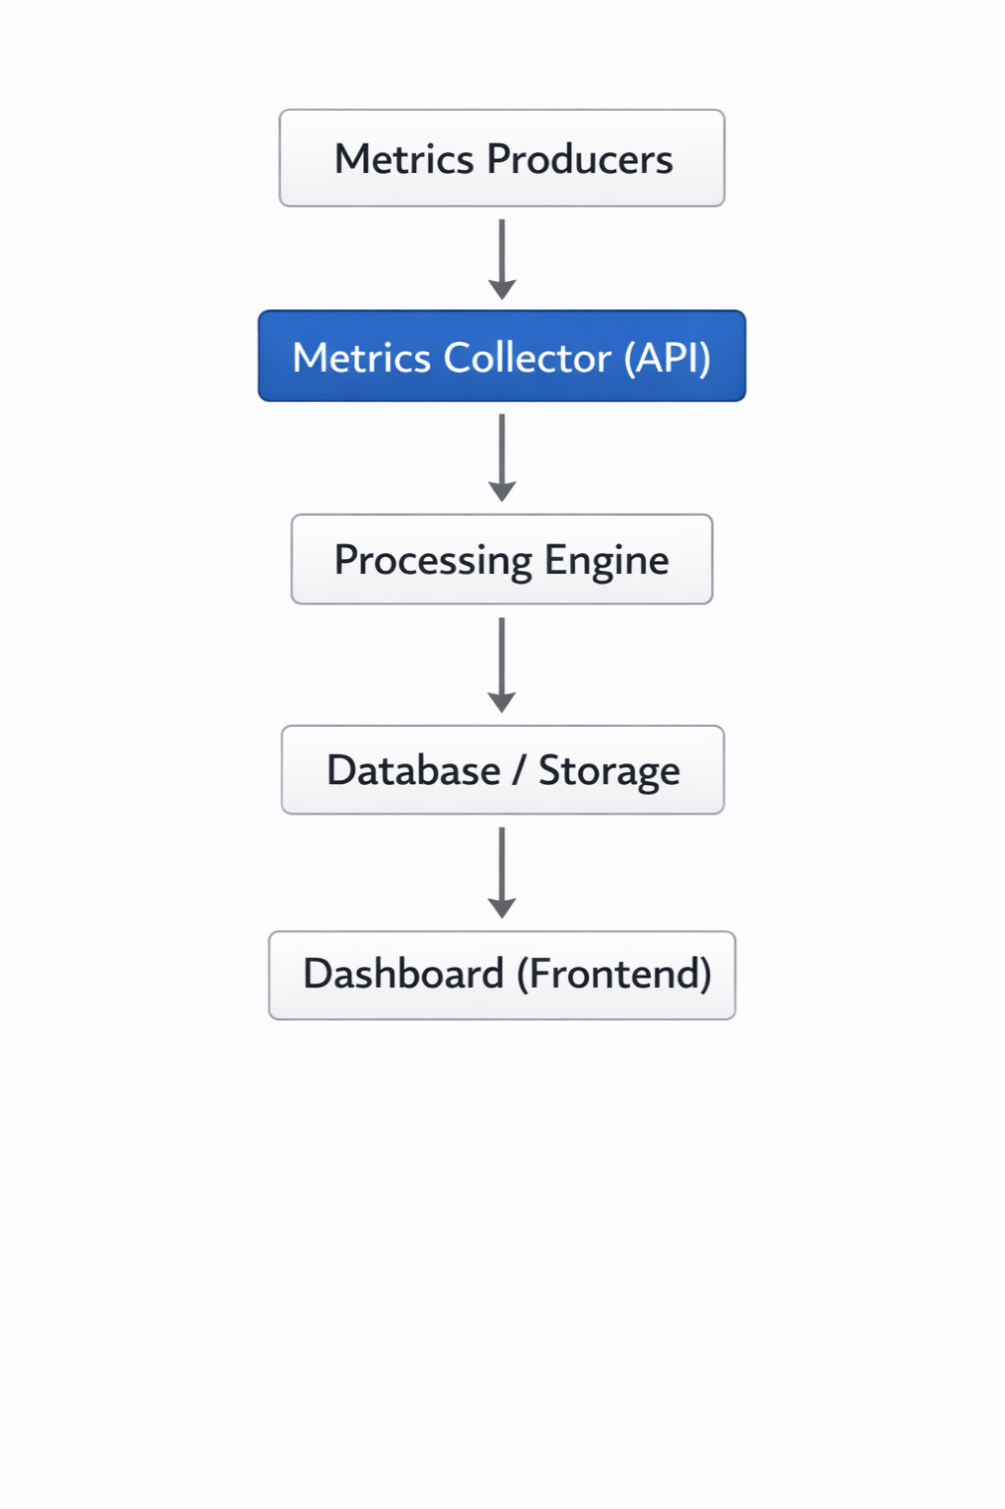 Metrics Producers
Metrics Collector (API)
Processing Engine
Database / Storage
Dashboard (Frontend)